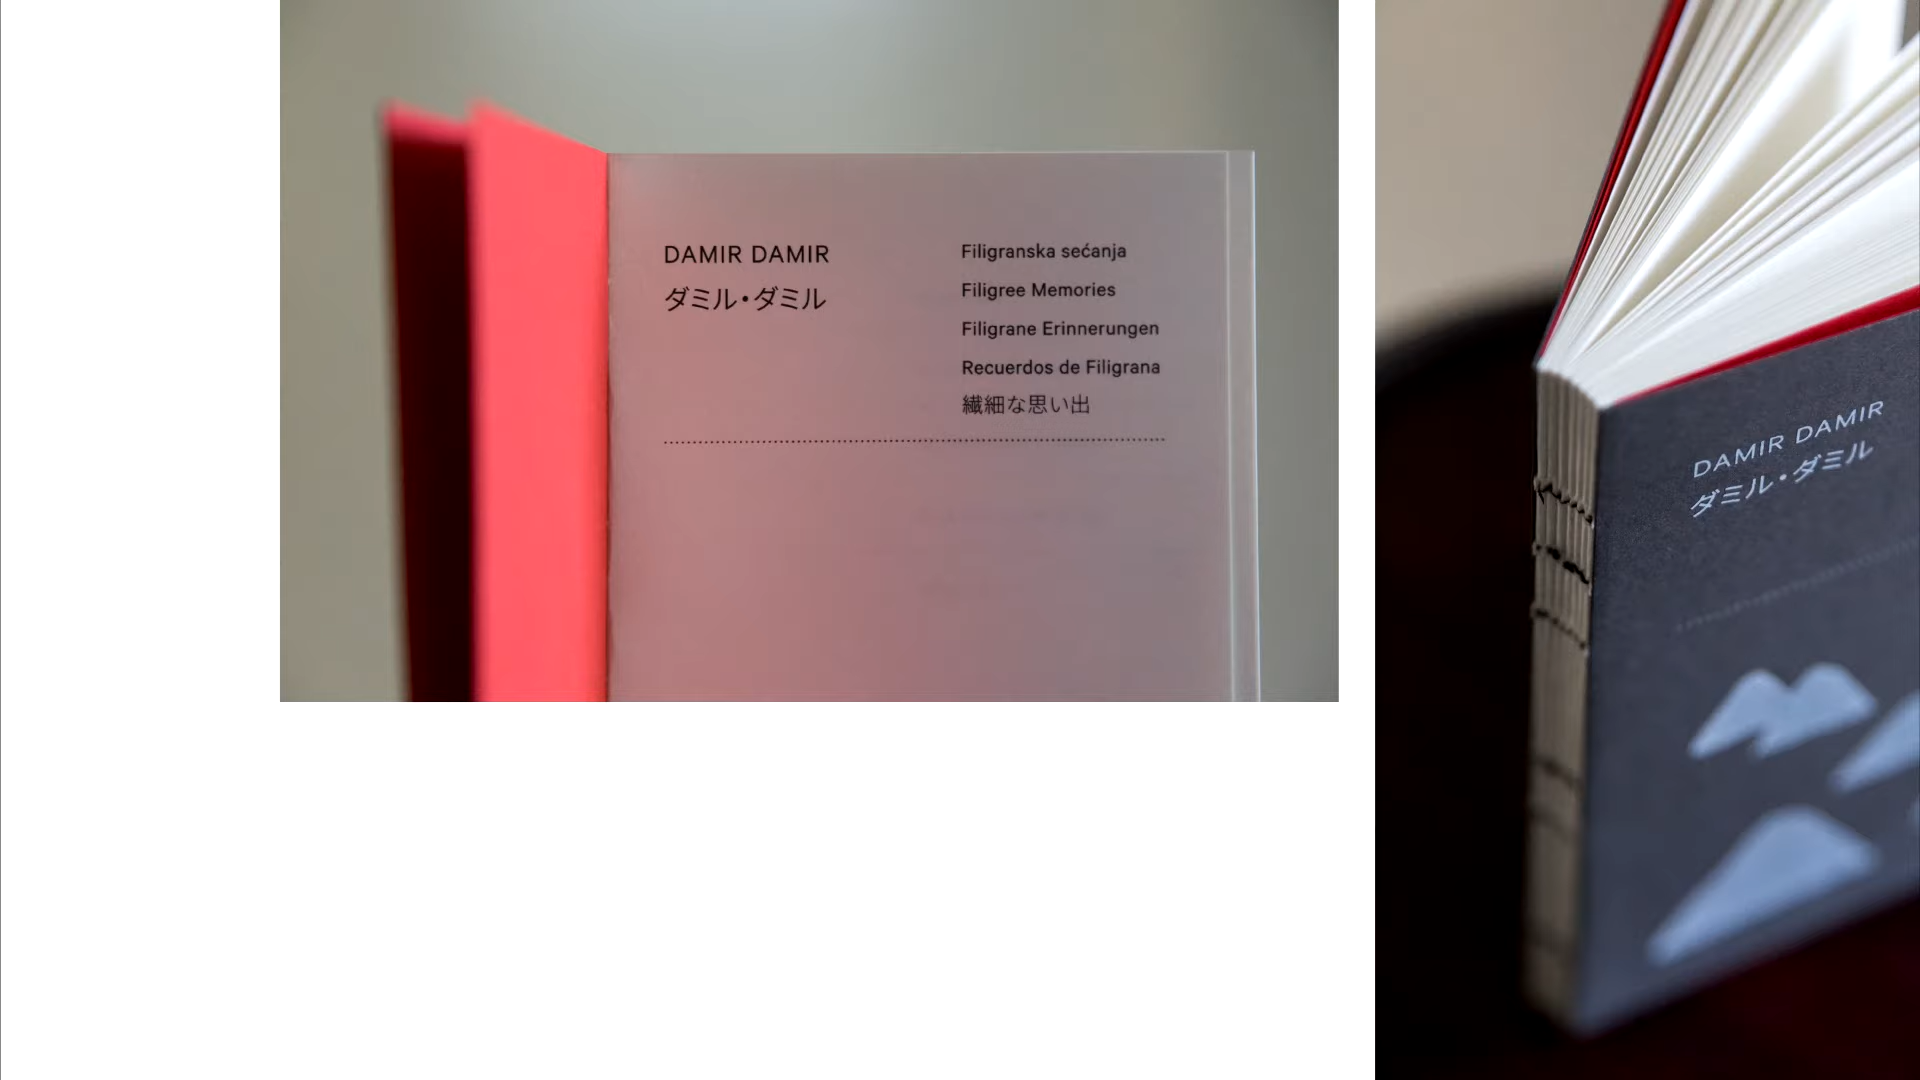 DAMIR DAMIR
ダミル・ダミル
Filigranska sećanja
Filigree Memories
Filigrane Erinnerungen
Recuerdos de Filigrana
繊細な思い出
DAMIR DAMIR
ダミル・ダミル